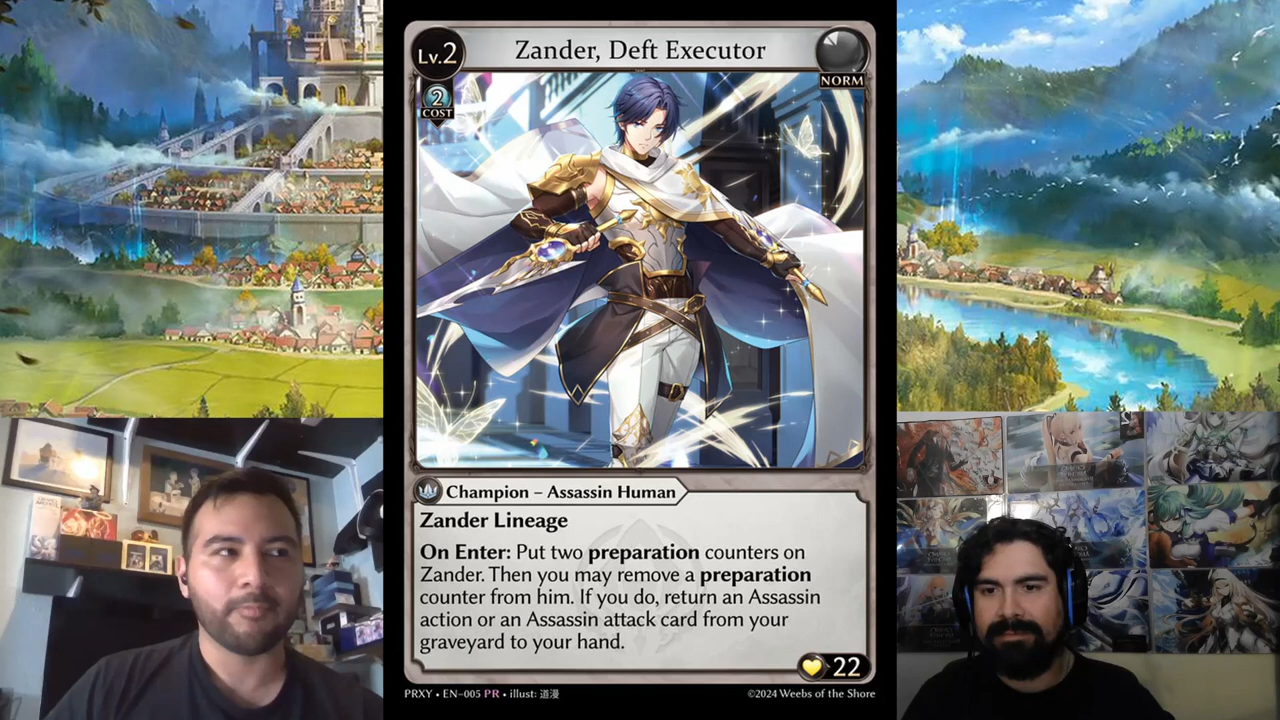 Lv.2
Zander, Deft Executor
NORM
2
COST
Champion – Assassin Human
Zander Lineage
On Enter: Put two preparation counters on
Zander. Then you may remove a preparation
counter from him. If you do, return an Assassin
action or an Assassin attack card from your
graveyard to your hand.
22
PRXY • EN-005 PR • illust: 道漫
©2024 Weebs of the Shore